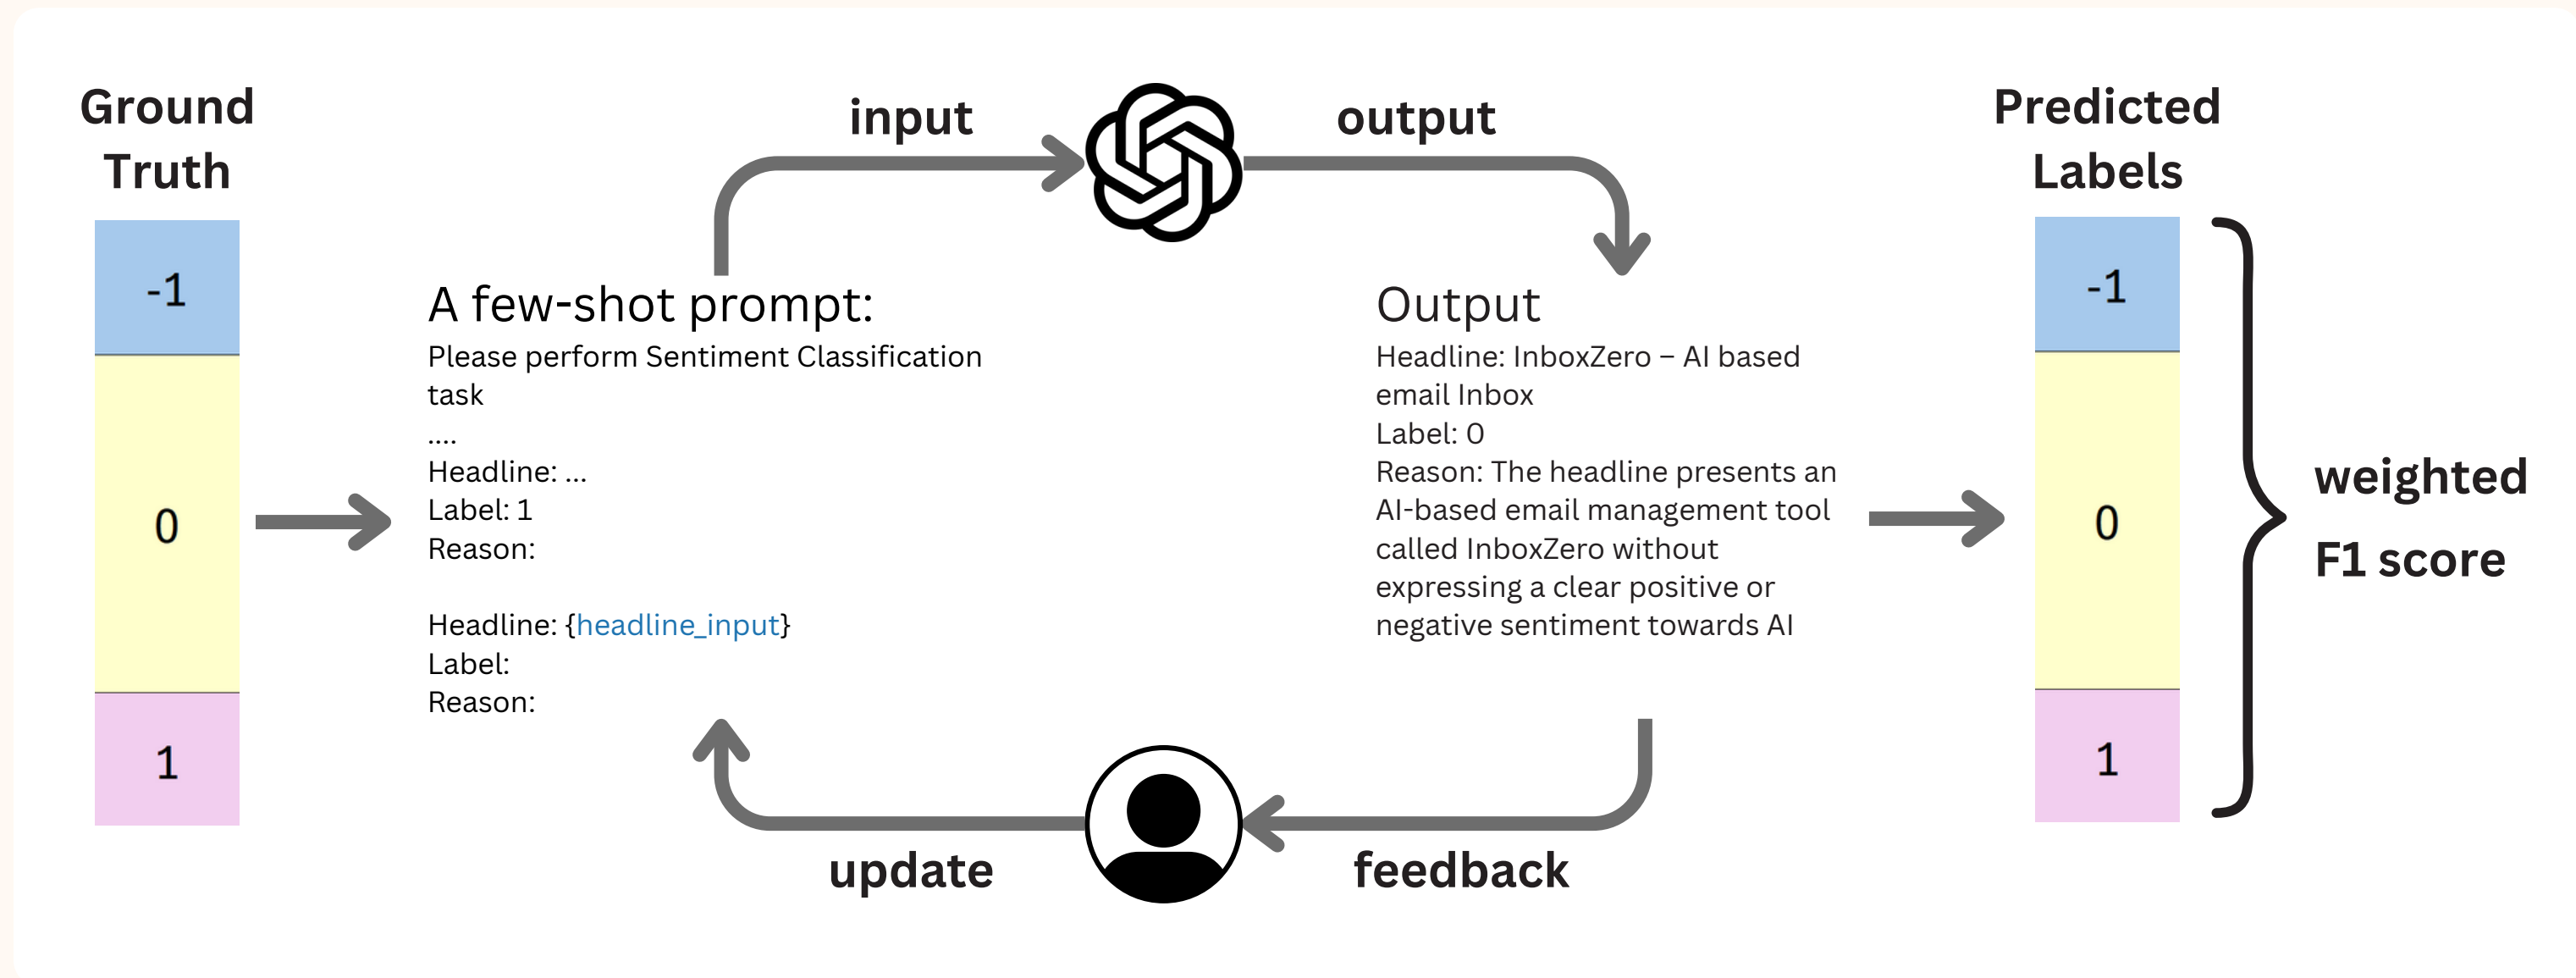 Ground
Truth
-1
0
1
input
output
A few-shot prompt:
Please perform Sentiment Classification
task
....
Headline: ...
Label: 1
Reason:
Headline: {headline_input}
Label:
Reason:
Output
Headline: InboxZero – AI based
email Inbox
Label: 0
Reason: The headline presents an
AI-based email management tool
called InboxZero without
expressing a clear positive or
negative sentiment towards AI
update
feedback
Predicted
Labels
-1
0
1
weighted
F1 score